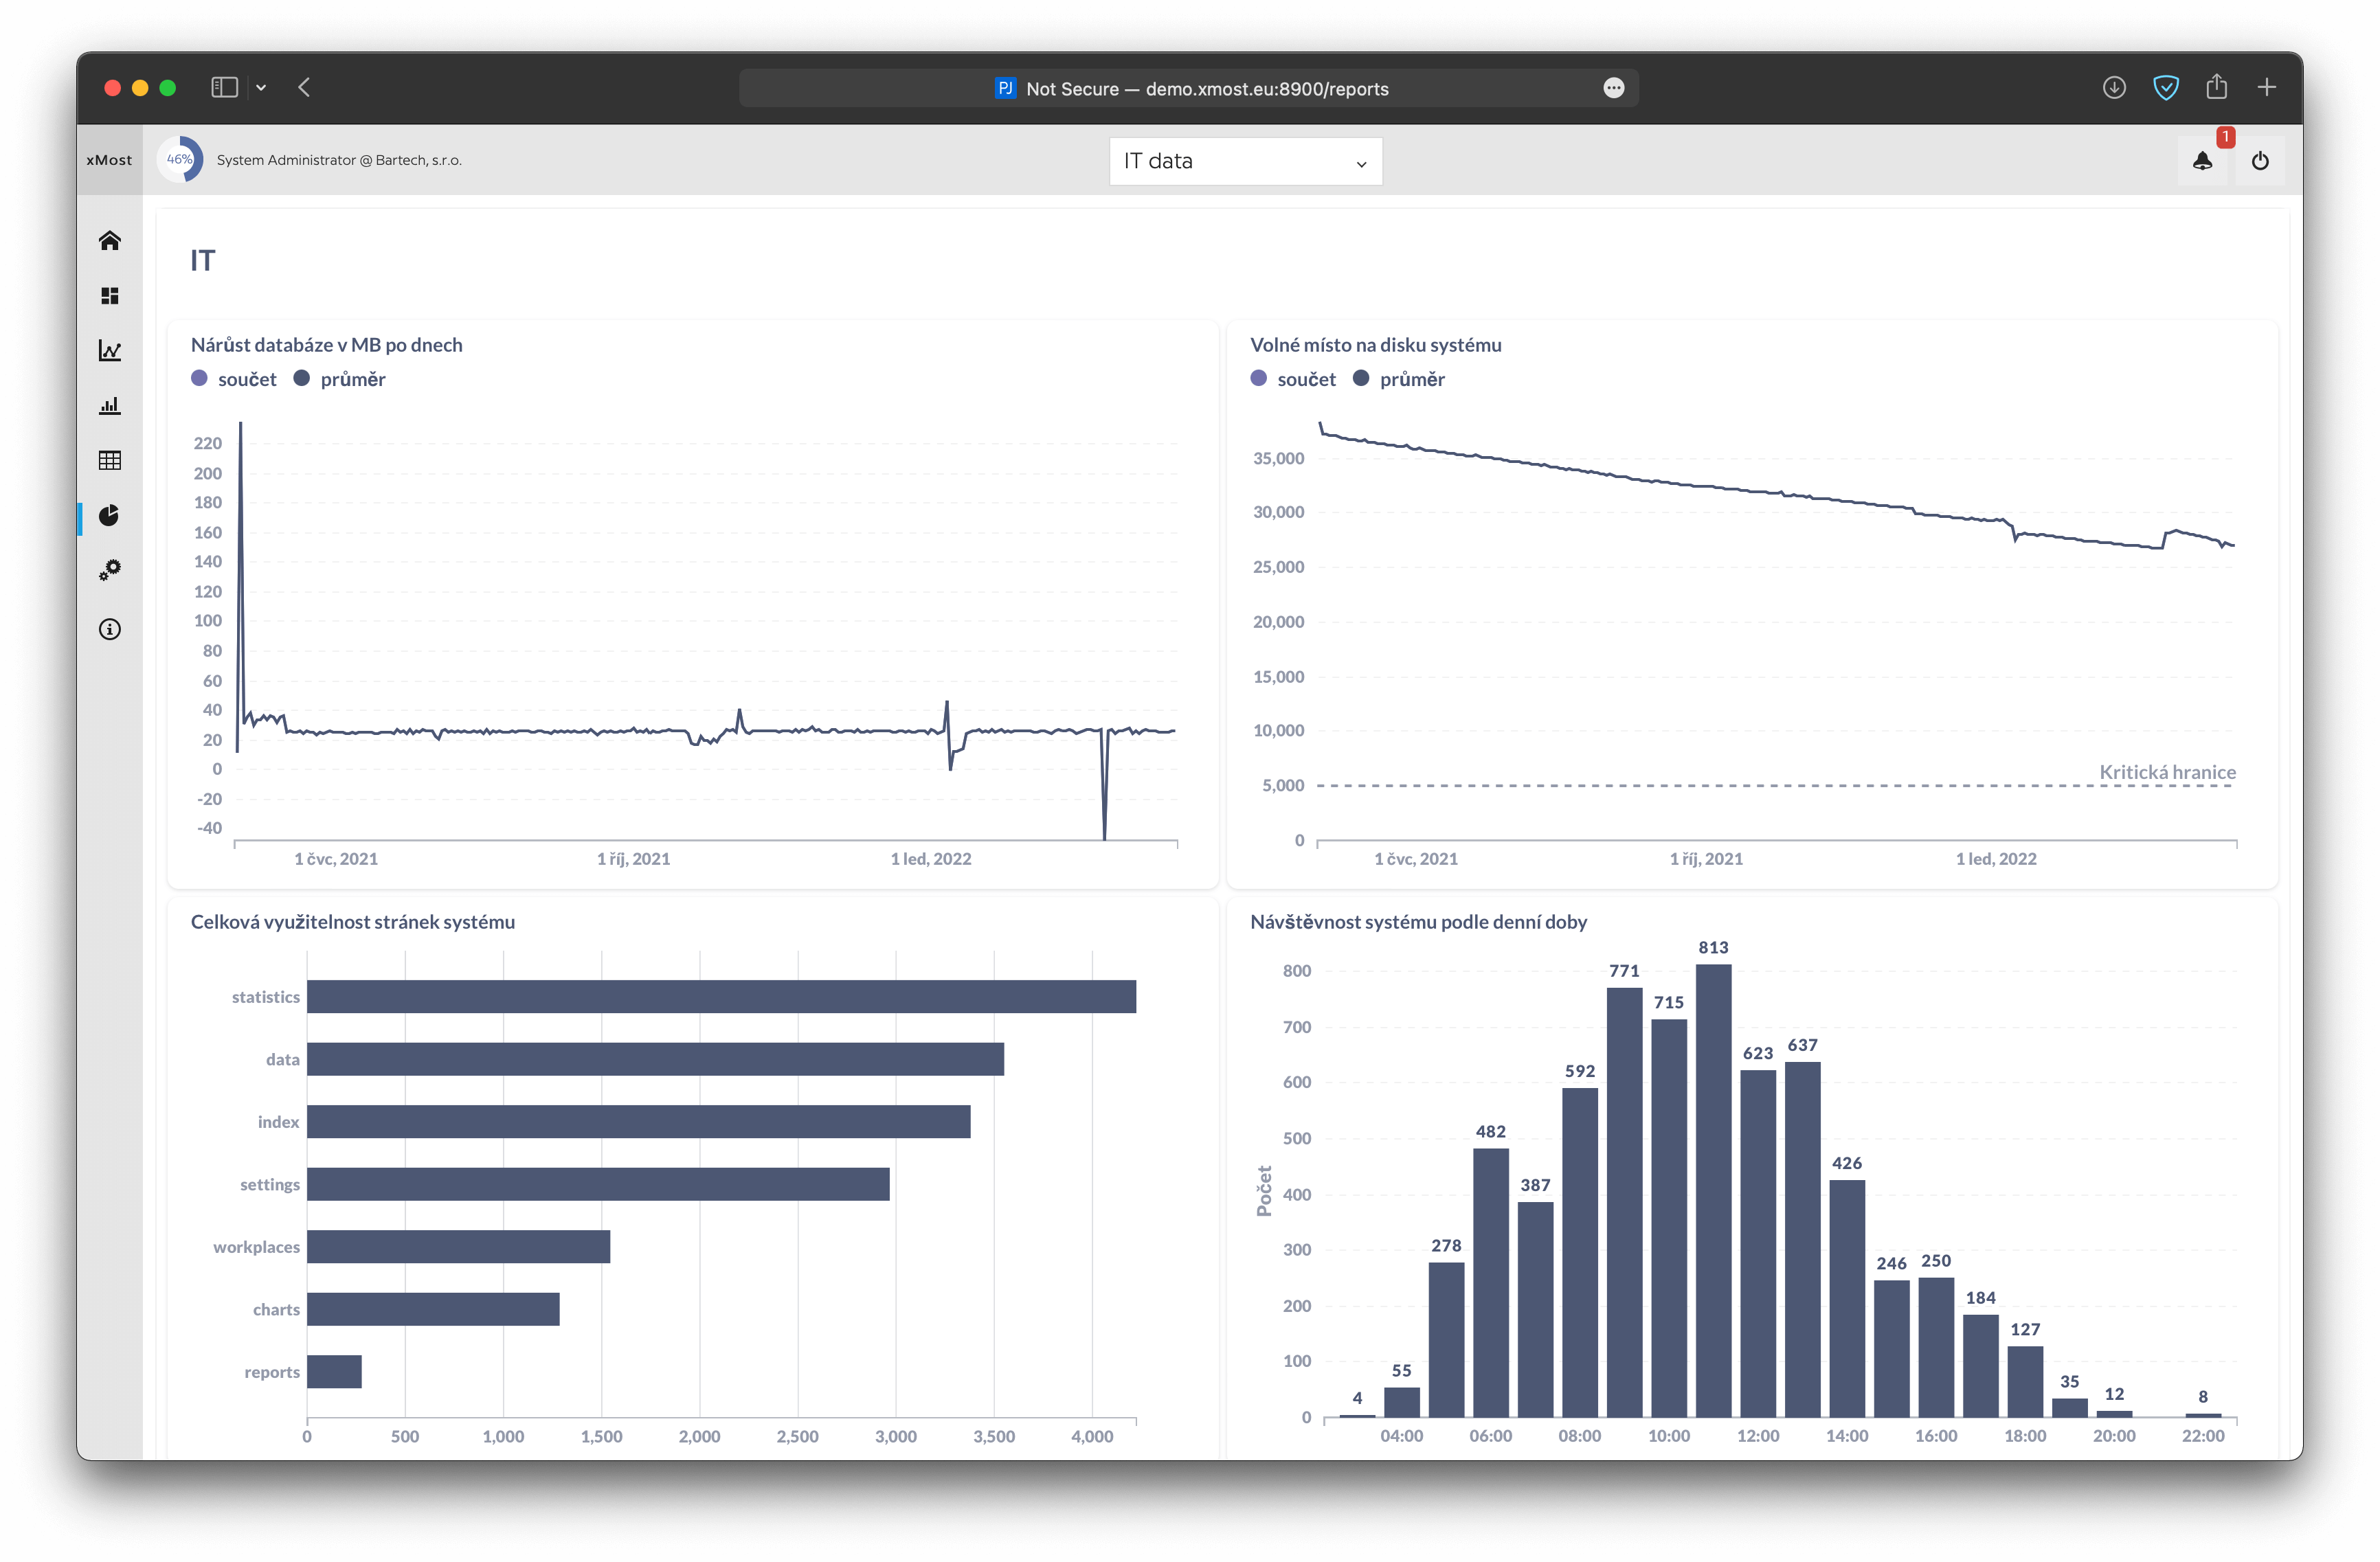 PJ Not Secure — demo.xmost.eu:8900/reports
xMost 46% System Administrator @ Bartech, s.r.o. IT data 1
IT
Nárůst databáze v MB po dnech
součet průměr
220
200
180
160
140
120
100
80
60
40
20
0
-20
-40
1 čvc, 2021 1 říj, 2021 1 led, 2022
Volné místo na disku systému
součet průměr
35,000
30,000
25,000
20,000
15,000
10,000
Kritická hranice
5,000
0
1 čvc, 2021 1 říj, 2021 1 led, 2022
Celková využitelnost stránek systému
statistics
data
index
settings
workplaces
charts
reports
0 500 1,000 1,500 2,000 2,500 3,000 3,500 4,000
Návštěvnost systému podle denní doby
Počet
800
700
600
500
400
300
200
100
0
4 55 278 482 387 592 771 715 813 623 637 426 246 250 184 127 35 12 8
04:00 06:00 08:00 10:00 12:00 14:00 16:00 18:00 20:00 22:00